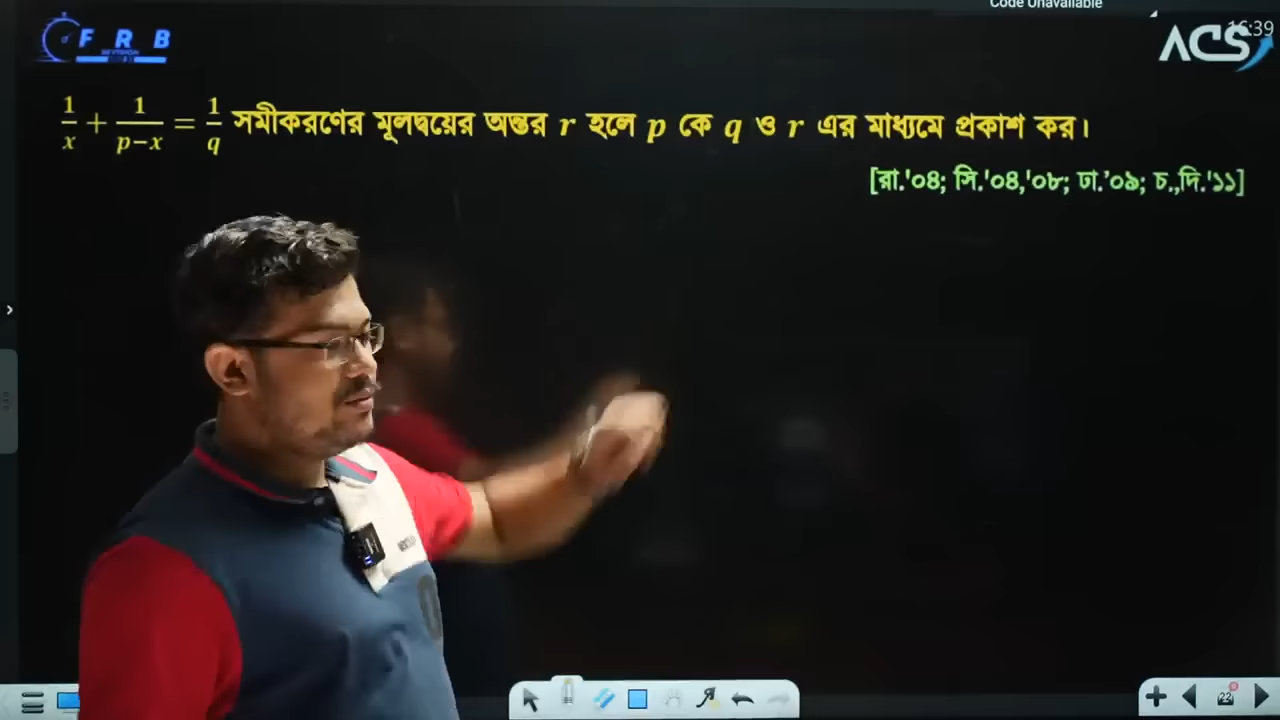 Code Unavailable
16:39
FRB
ACS
1/x + 1/(p−x) = 1/q সমীকরণের মূলদ্বয়ের অন্তর r হলে p কে q ও r এর মাধ্যমে প্রকাশ কর।
[রা.'০৪; সি.'০৪,'০৮; ঢা.'০৯; চ.,দি.'১১]
22